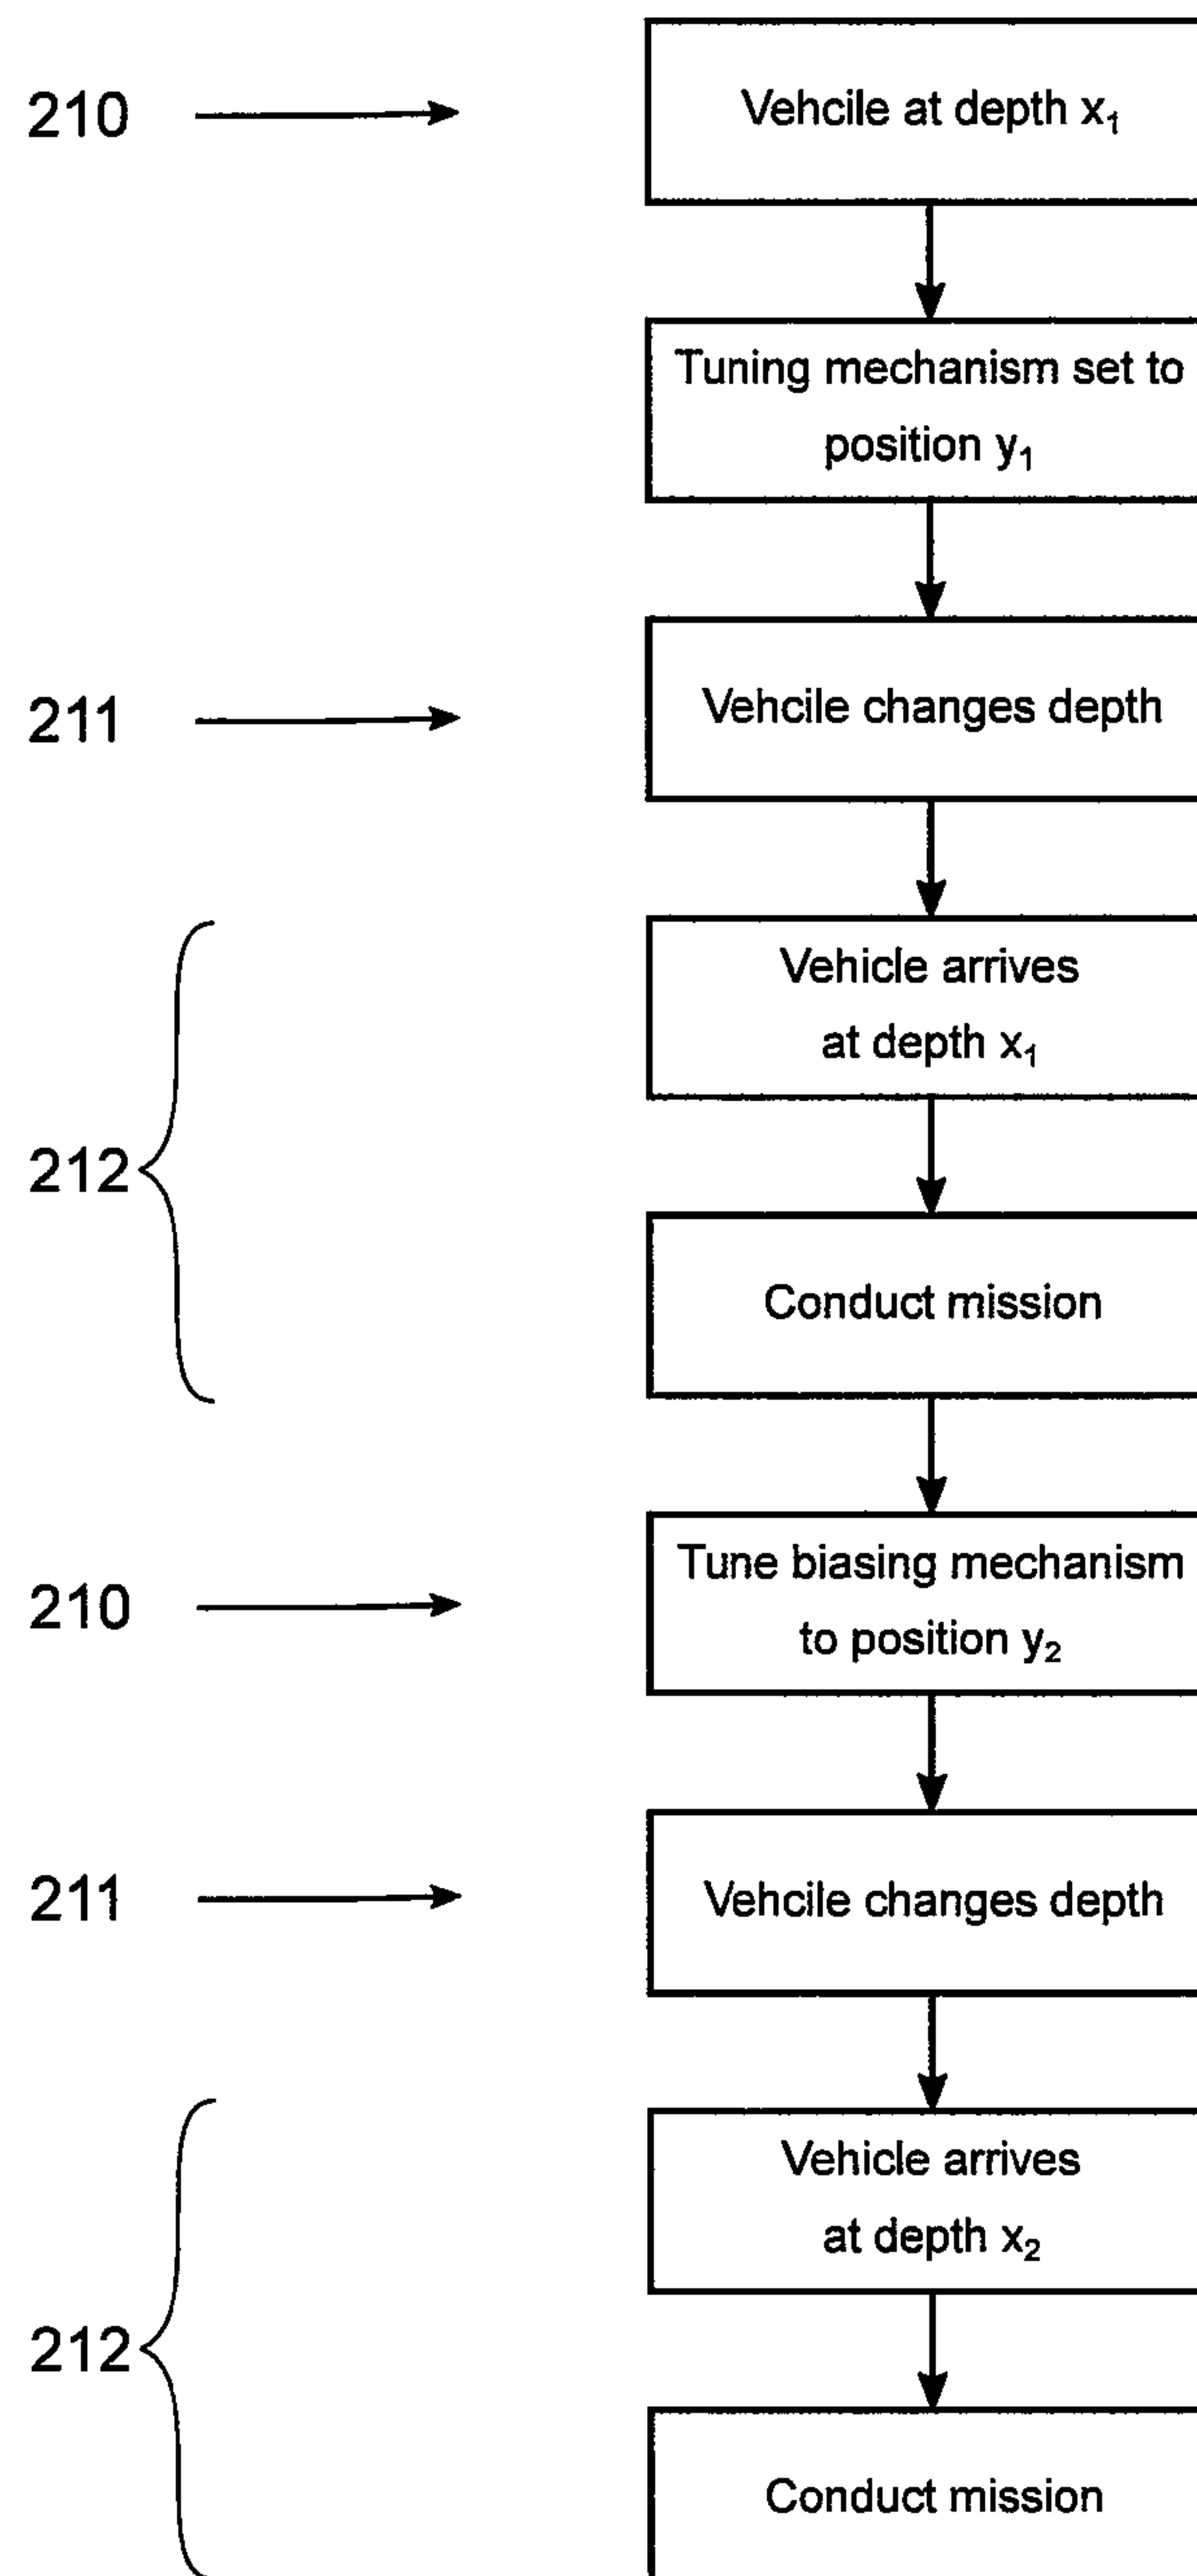 210
Vehcile at depth x₁
Tuning mechanism set to
position y₁
211
Vehcile changes depth
Vehicle arrives
at depth x₁
212
Conduct mission
210
Tune biasing mechanism
to position y₂
211
Vehcile changes depth
Vehicle arrives
at depth x₂
212
Conduct mission